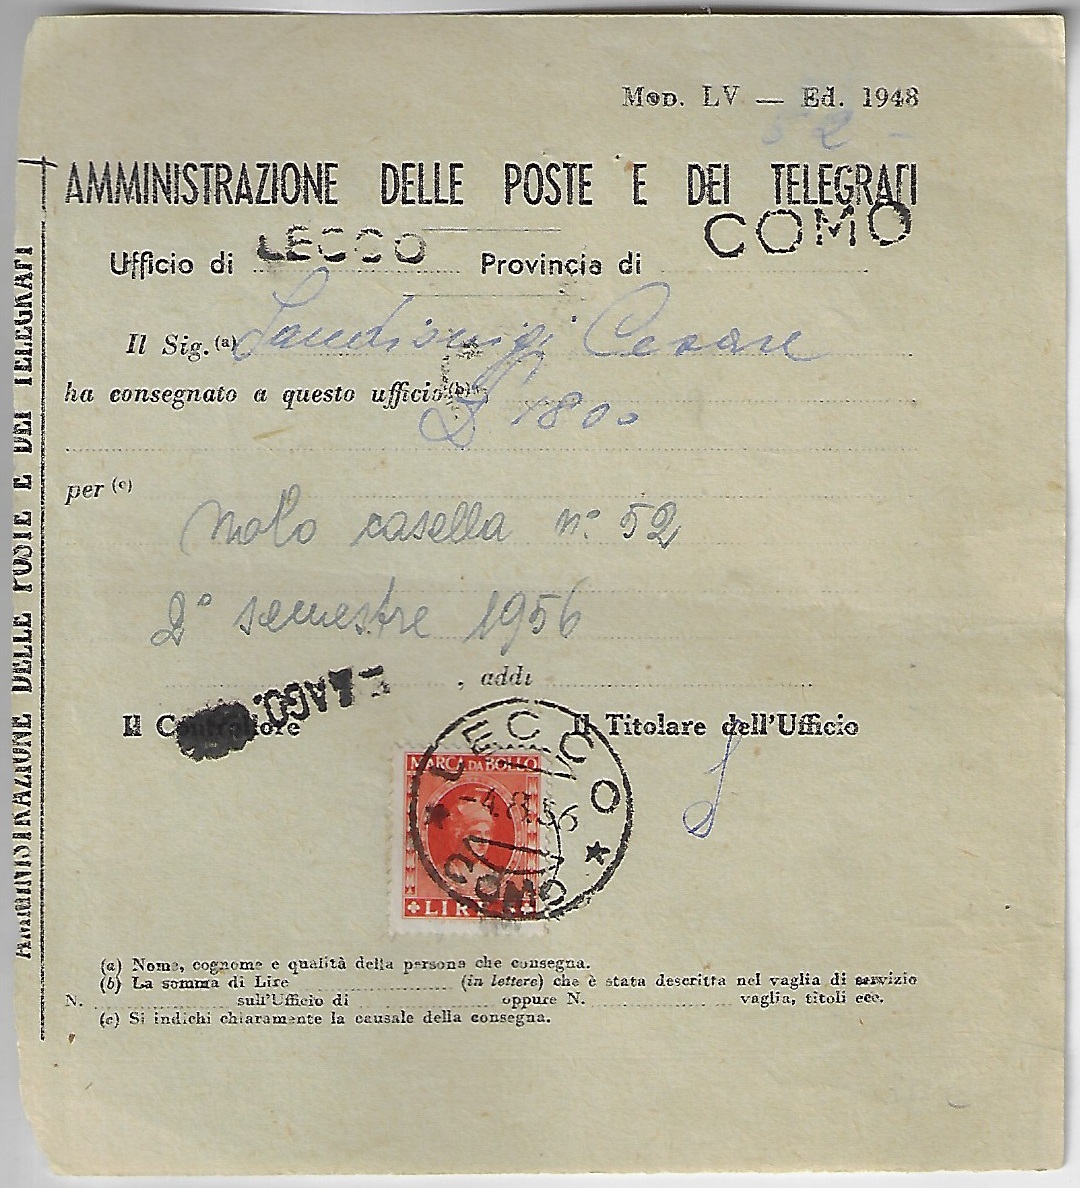 Mod. LV — Ed. 1948
52 -
AMMINISTRAZIONE DELLE POSTE E DEI TELEGRAFI
Ufficio di LECCO Provincia di COMO
Il Sig. (a) Cesare
ha consegnato a questo ufficio (b)
£ 1800
per (c)
Nolo casella n° 52
2° semestre 1956
, addì
AGO.
Il Controllore Il Titolare dell'Ufficio
LECCO
MARCA DA BOLLO
-4.8.56
COMO
LIRE
(a) Nome, cognome e qualità della persona che consegna.
(b) La somma di Lire (in lettere) che è stata descritta nel vaglia di servizio
N. sull'Ufficio di oppure N. vaglia, titoli ecc.
(c) Si indichi chiaramente la causale della consegna.
AMMINISTRAZIONE DELLE POSTE E DEI TELEGRAFI